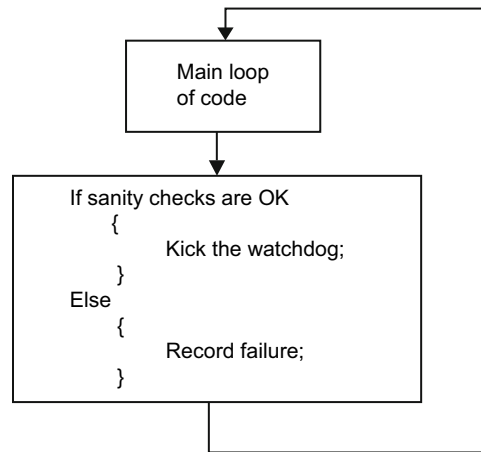 Main loop
of code
If sanity checks are OK
{
Kick the watchdog;
}
Else
{
Record failure;
}